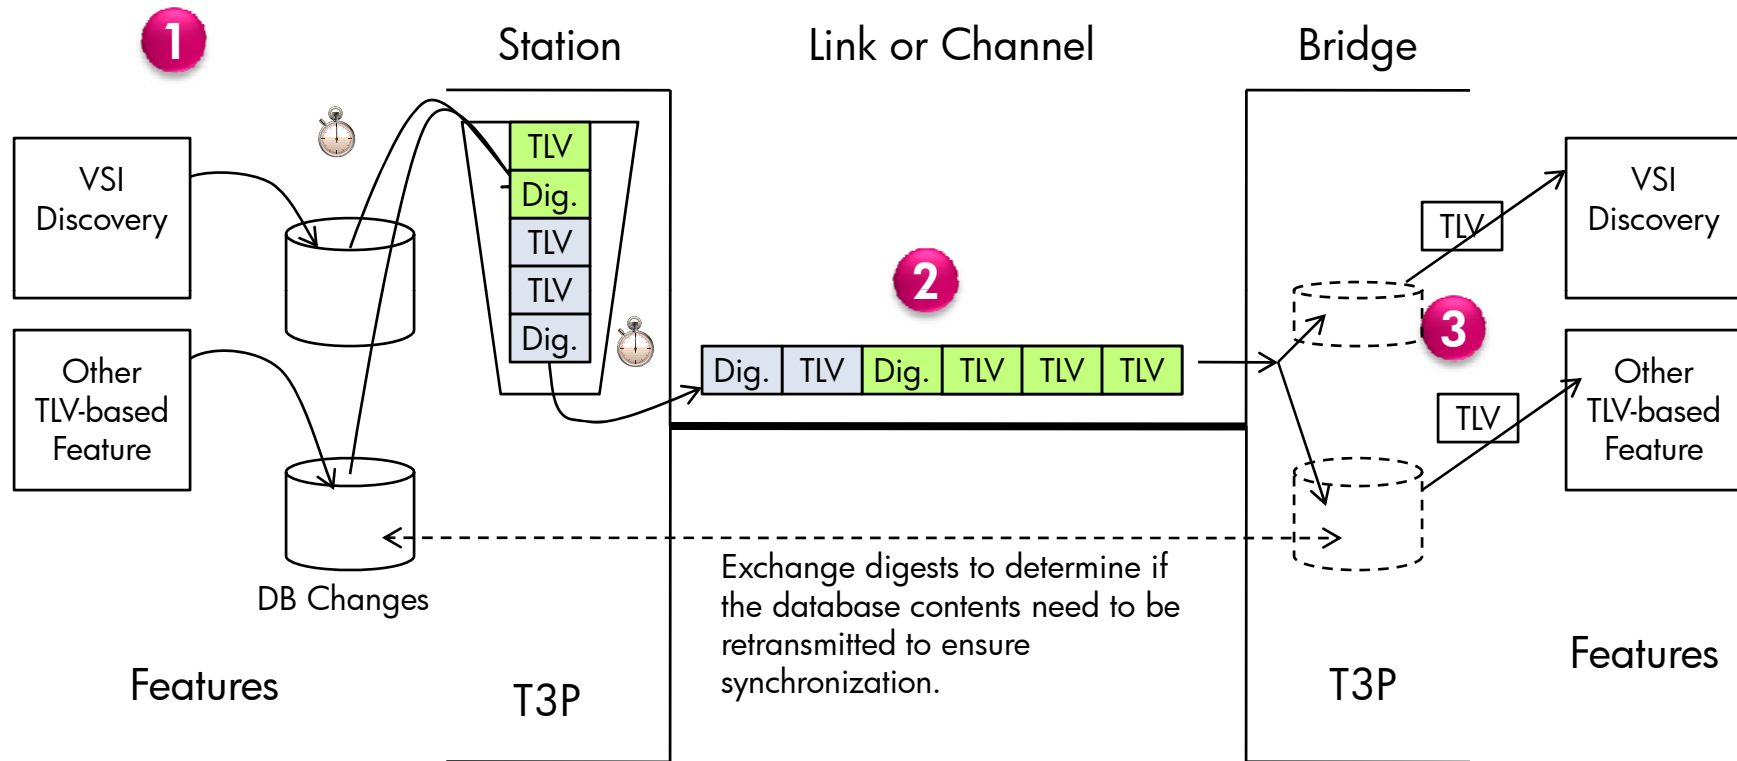 1
Station
Link or Channel
Bridge
VSI
Discovery
Other
TLV-based
Feature
DB Changes
Features
TLV
Dig.
TLV
TLV
Dig.
T3P
2
Dig. TLV Dig. TLV TLV TLV
Exchange digests to determine if
the database contents need to be
retransmitted to ensure
synchronization.
3
TLV
TLV
T3P
VSI
Discovery
Other
TLV-based
Feature
Features